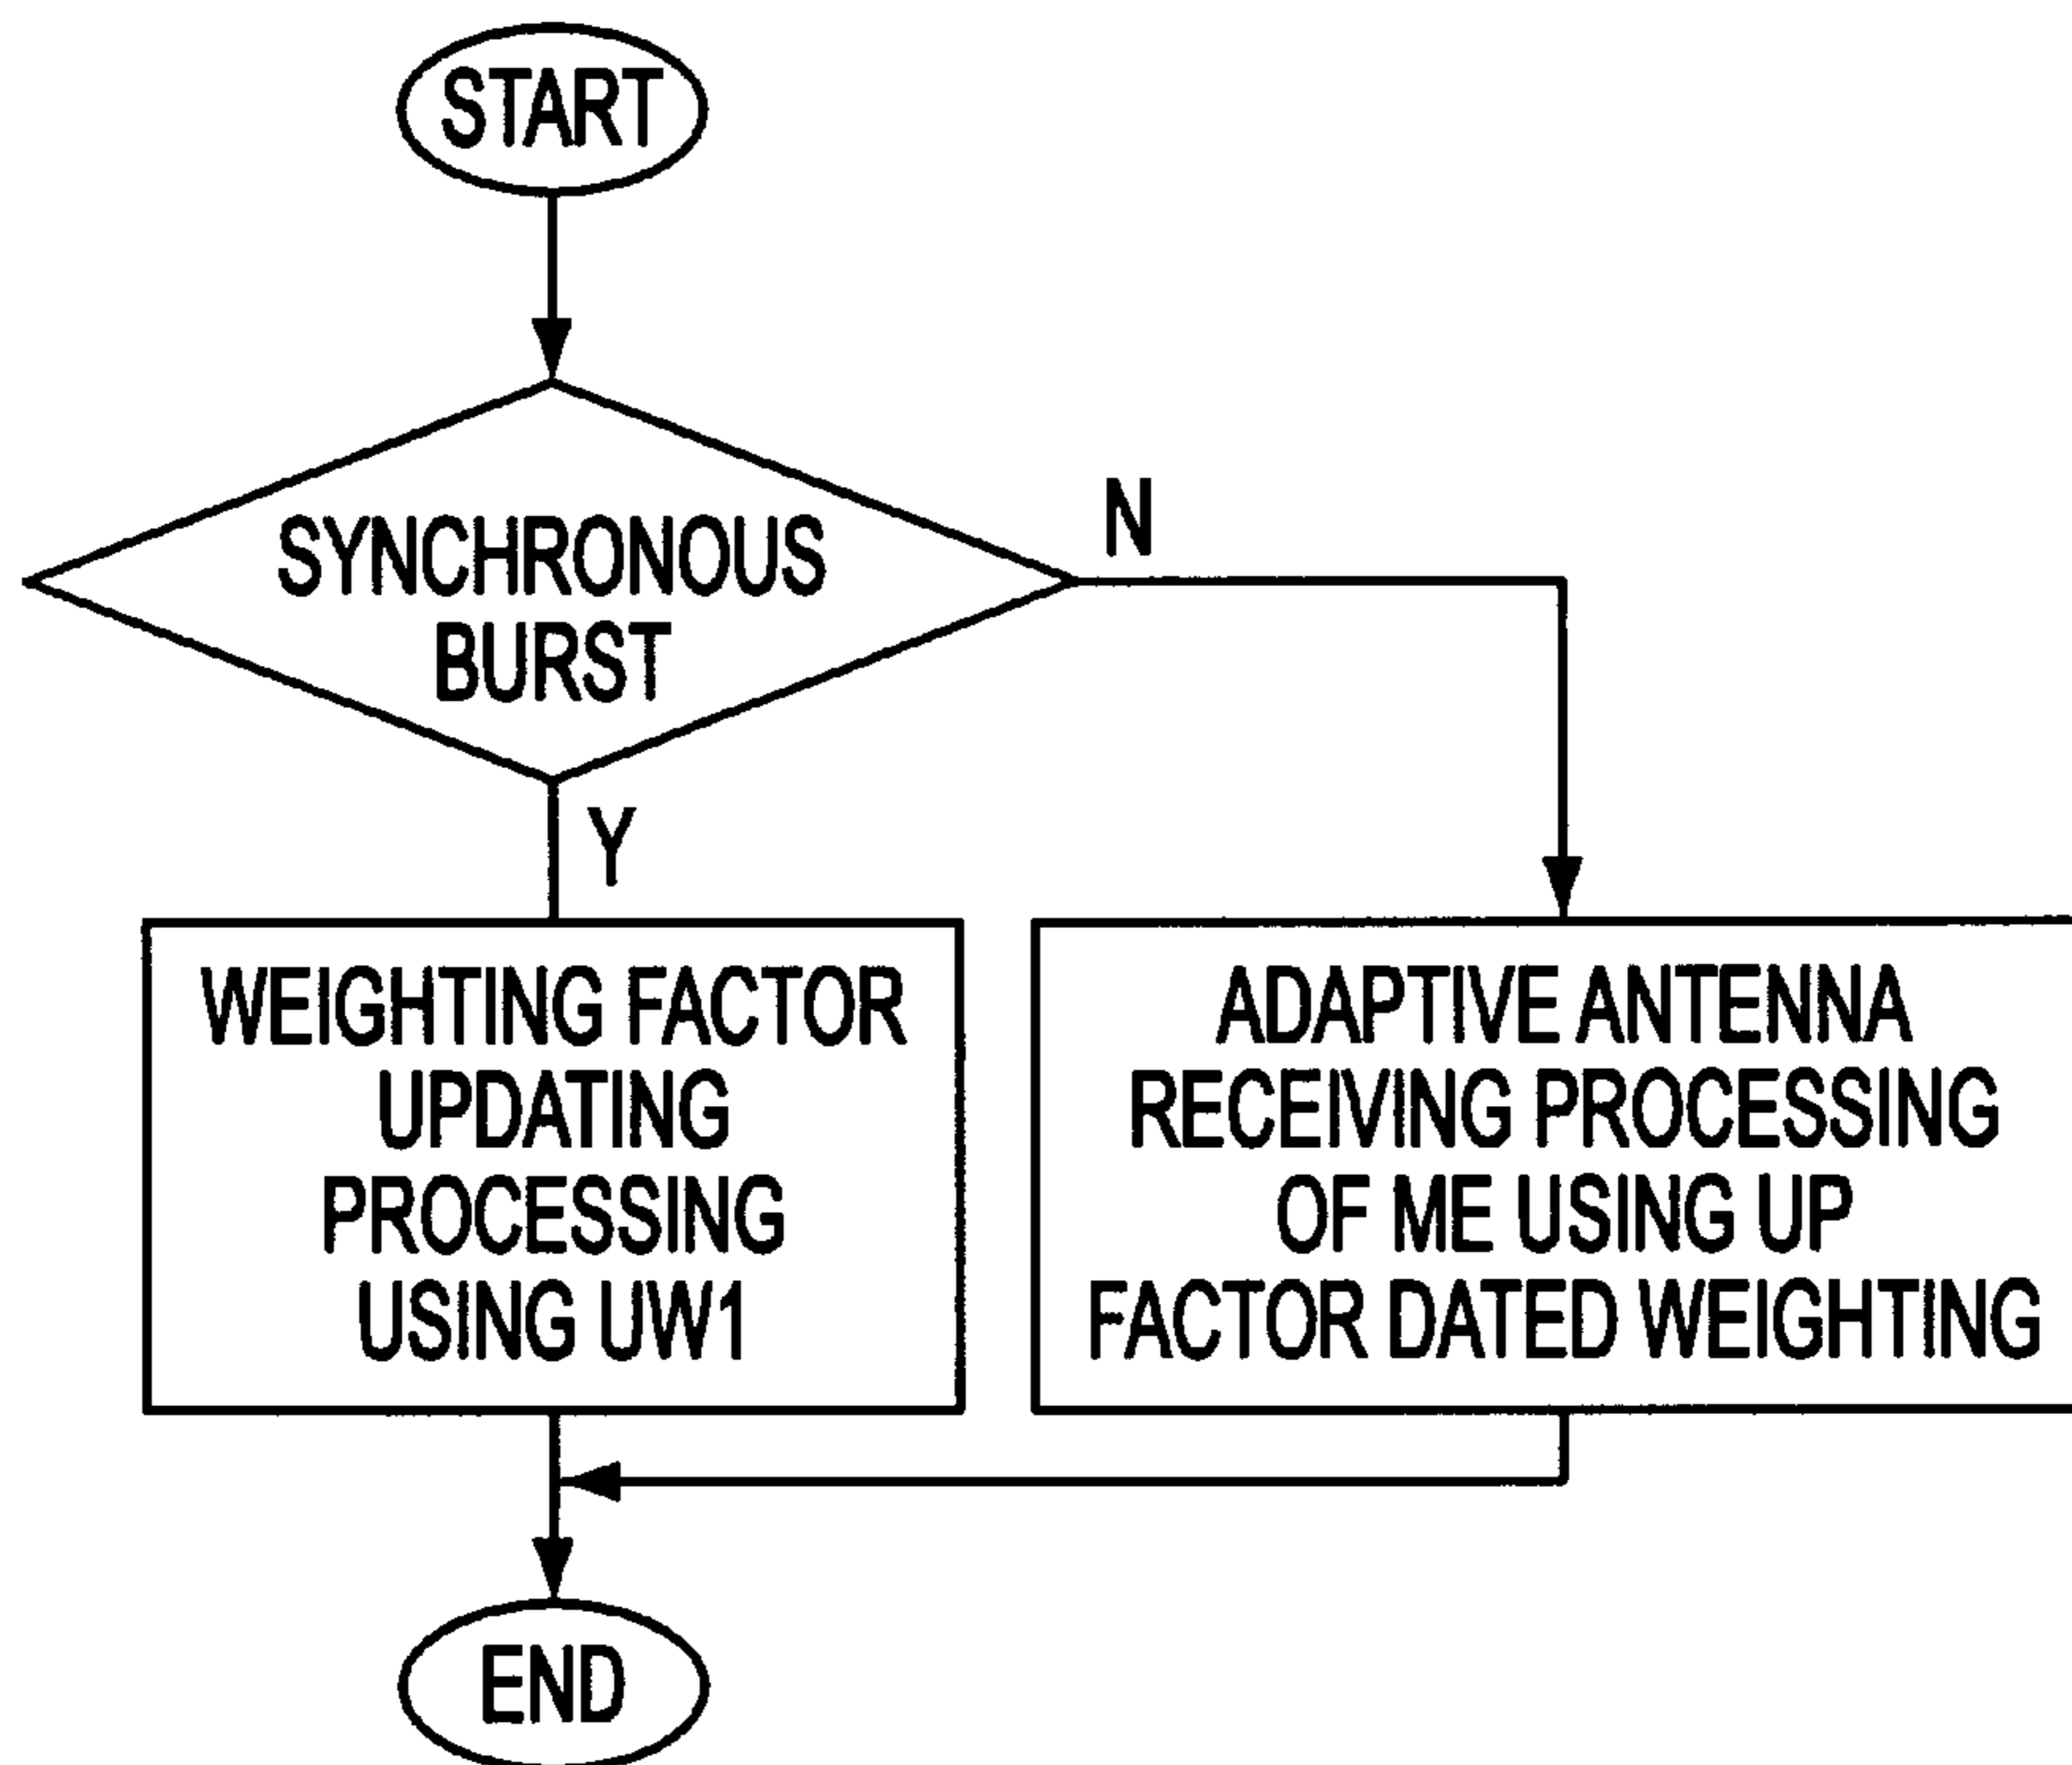 START
SYNCHRONOUS
BURST
N
Y
WEIGHTING FACTOR
UPDATING
PROCESSING
USING UW1
ADAPTIVE ANTENNA
RECEIVING PROCESSING
OF ME USING UP
FACTOR DATED WEIGHTING
END